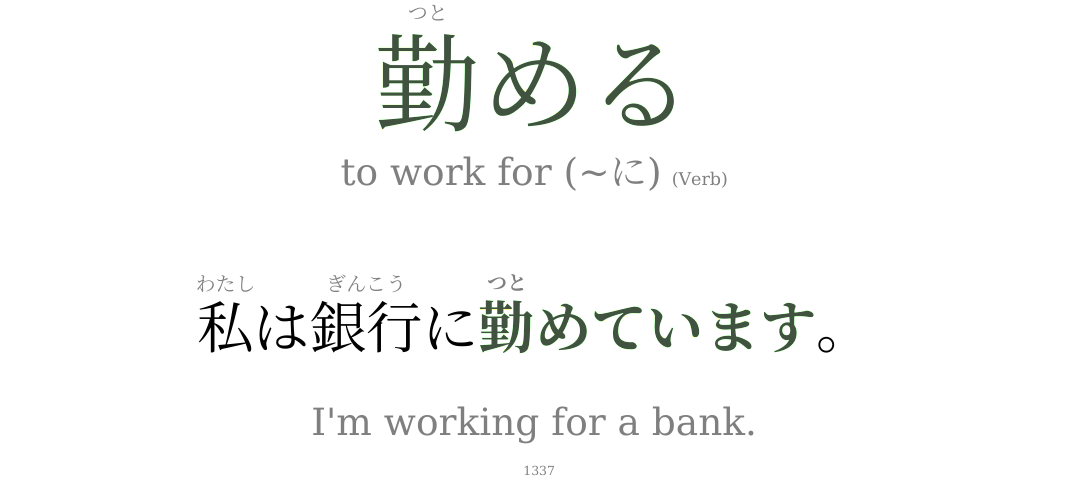 つと
勤める
to work for (~に) (Verb)
わたし ぎんこう つと
私は銀行に勤めています。
I'm working for a bank.
1337